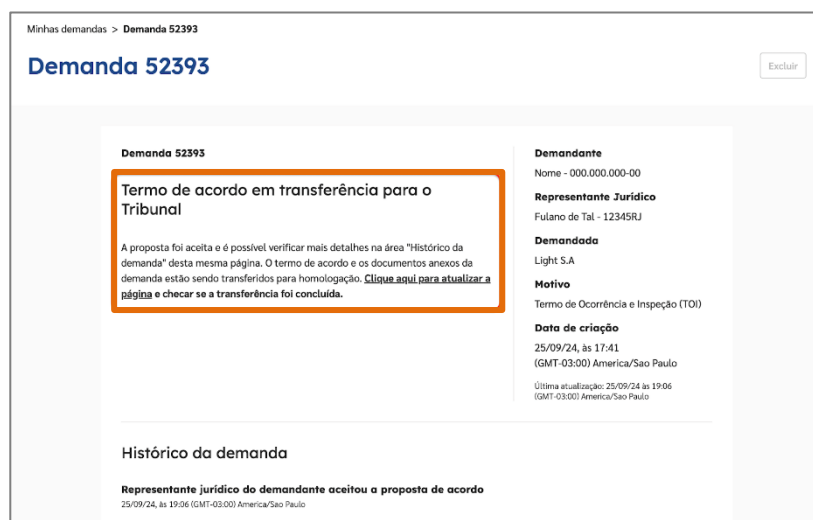 Minhas demandas > Demanda 52393
Demanda 52393
Excluir
Demanda 52393
Termo de acordo em transferência para o
Tribunal
A proposta foi aceita e é possível verificar mais detalhes na área "Histórico da
demanda" desta mesma página. O termo de acordo e os documentos anexos da
demanda estão sendo transferidos para homologação. Clique aqui para atualizar a
página e checar se a transferência foi concluída.
Demandante
Nome - 000.000.000-00
Representante Jurídico
Fulano de Tal - 12345RJ
Demandada
Light S.A
Motivo
Termo de Ocorrência e Inspeção (TOI)
Data de criação
25/09/24, às 17:41
(GMT-03:00) America/Sao Paulo
Última atualização: 25/09/24 às 19:06
(GMT-03:00) America/Sao Paulo
Histórico da demanda
Representante jurídico do demandante aceitou a proposta de acordo
25/09/24, às 19:06 (GMT-03:00) America/Sao Paulo